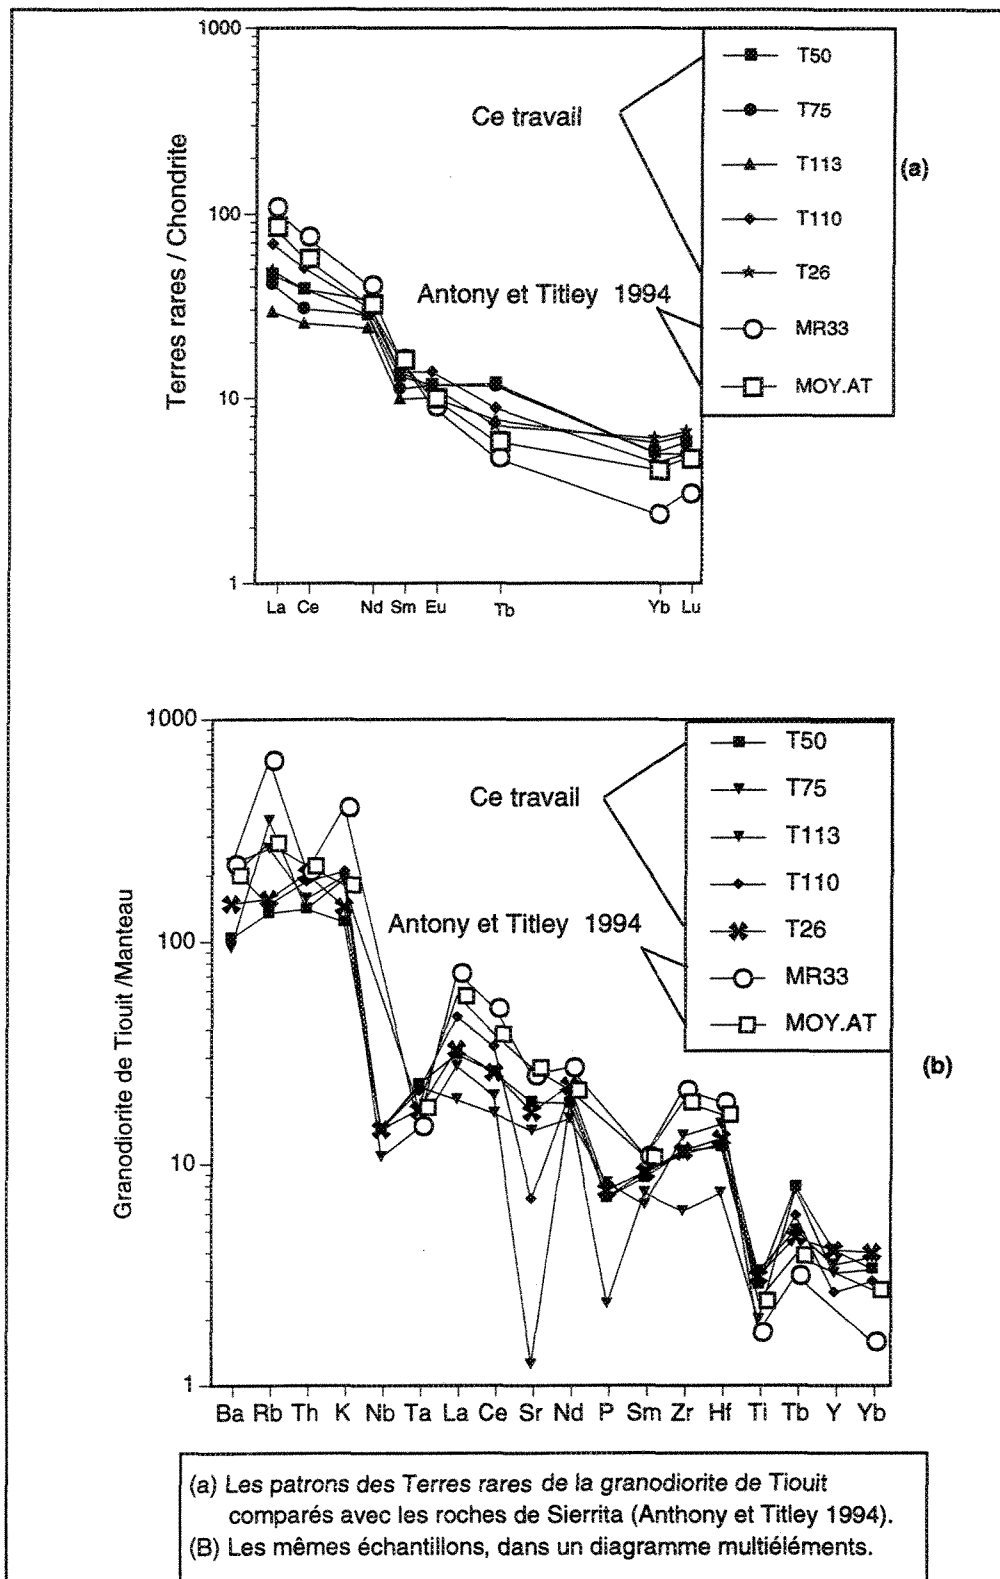 1000
100
10
1
Terres rares / Chondrite
La Ce Nd Sm Eu Tb Yb Lu
Ce travail
Antony et Titley 1994
T50
T75
T113
T110
T26
MR33
MOY.AT
(a)
1000
100
10
1
Granodiorite de Tiouit /Manteau
Ba Rb Th K Nb Ta La Ce Sr Nd P Sm Zr Hf Ti Tb Y Yb
Ce travail
Antony et Titley 1994
T50
T75
T113
T110
T26
MR33
MOY.AT
(b)
(a) Les patrons des Terres rares de la granodiorite de Tiouit
comparés avec les roches de Sierrita (Anthony et Titley 1994).
(B) Les mêmes échantillons, dans un diagramme multiéléments.